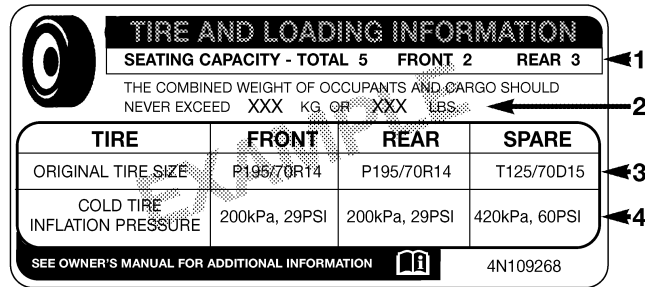 TIRE AND LOADING INFORMATION
SEATING CAPACITY - TOTAL 5 FRONT 2 REAR 3 1
THE COMBINED WEIGHT OF OCCUPANTS AND CARGO SHOULD
NEVER EXCEED XXX KG OR XXX LBS. 2
TIRE FRONT REAR SPARE
ORIGINAL TIRE SIZE P195/70R14 P195/70R14 T125/70D15 3
COLD TIRE
INFLATION PRESSURE 200kPa, 29PSI 200kPa, 29PSI 420kPa, 60PSI 4
SEE OWNER'S MANUAL FOR ADDITIONAL INFORMATION i 4N109268
EXAMPLE